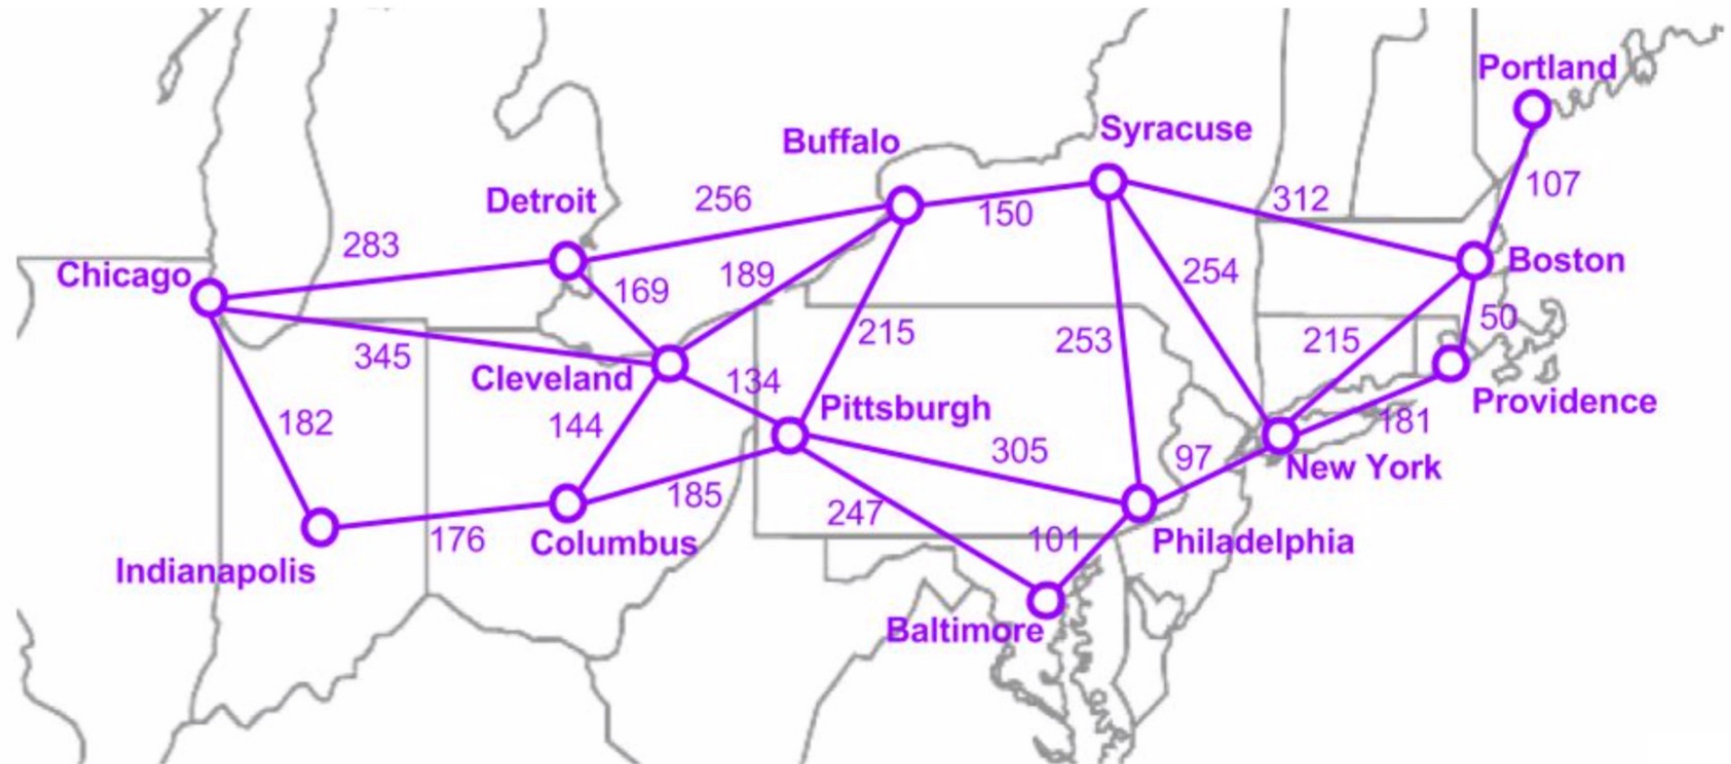 Portland
Syracuse
Buffalo
107
Detroit
256
312
150
283
Boston
Chicago
189
254
169
50
215
253
215
345
Cleveland
134
Providence
Pittsburgh
181
182
144
305
97
New York
185
247
101
Philadelphia
176
Columbus
Indianapolis
Baltimore